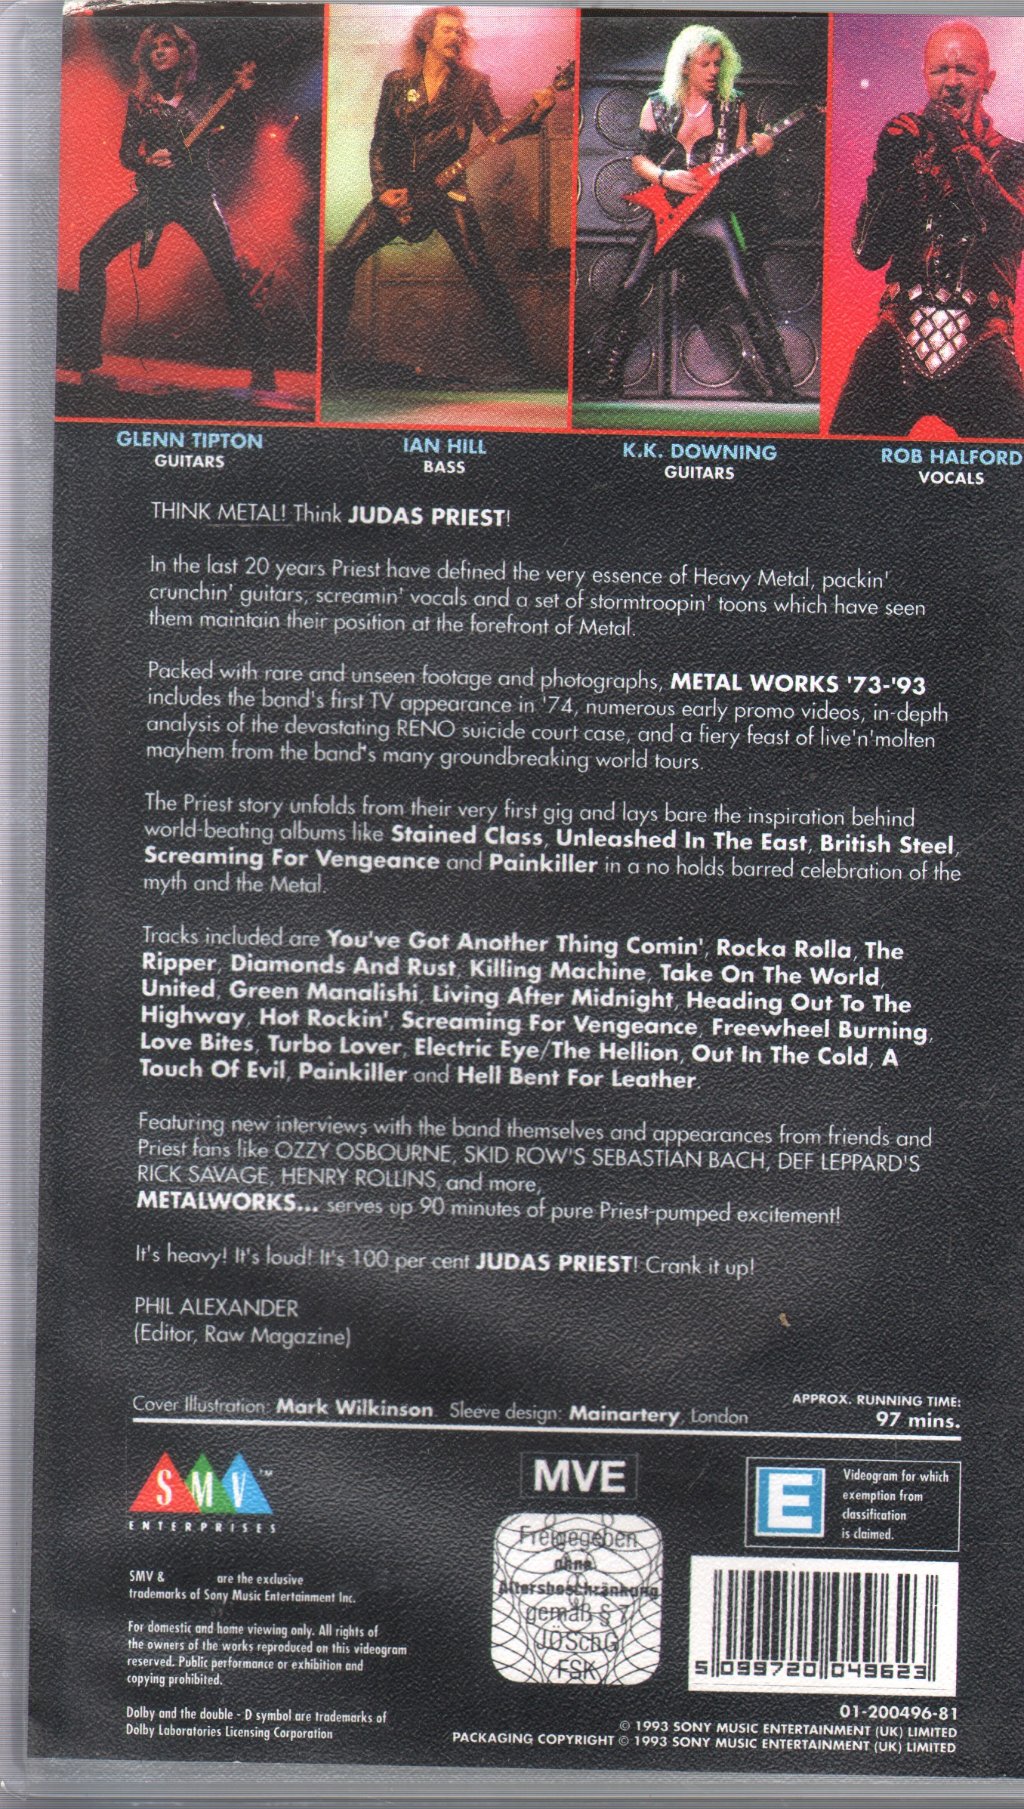 GLENN TIPTON
GUITARS
IAN HILL
BASS
K.K. DOWNING
GUITARS
ROB HALFORD
VOCALS
THINK METAL! Think JUDAS PRIEST!
In the last 20 years Priest have defined the very essence of Heavy Metal, packin'
crunchin' guitars, screamin' vocals and a set of stormtroopin' toons which have seen
them maintain their position at the forefront of Metal.
Packed with rare and unseen footage and photographs, METAL WORKS '73-'93
includes the band's first TV appearance in '74, numerous early promo videos, in-depth
analysis of the devastating RENO suicide court case, and a fiery feast of live'n'molten
mayhem from the band's many groundbreaking world tours.
The Priest story unfolds from their very first gig and lays bare the inspiration behind
world-beating albums like Stained Class, Unleashed In The East, British Steel,
Screaming For Vengeance and Painkiller in a no holds barred celebration of the
myth and the Metal.
Tracks included are You've Got Another Thing Comin', Rocka Rolla, The
Ripper, Diamonds And Rust, Killing Machine, Take On The World,
United, Green Manalishi, Living After Midnight, Heading Out To The
Highway, Hot Rockin', Screaming For Vengeance, Freewheel Burning,
Love Bites, Turbo Lover, Electric Eye/The Hellion, Out In The Cold, A
Touch Of Evil, Painkiller and Hell Bent For Leather.
Featuring new interviews with the band themselves and appearances from friends and
Priest fans like OZZY OSBOURNE, SKID ROW'S SEBASTIAN BACH, DEF LEPPARD'S
RICK SAVAGE, HENRY ROLLINS, and more,
METALWORKS... serves up 90 minutes of pure Priest-pumped excitement!
It's heavy! It's loud! It's 100 per cent JUDAS PRIEST! Crank it up!
PHIL ALEXANDER
(Editor, Raw Magazine)
Cover Illustration: Mark Wilkinson. Sleeve design: Mainartery, London
APPROX. RUNNING TIME:
97 mins.
SMV™
ENTERPRISES
MVE
Freigegeben
ohne
Altersbeschränkung
gemäß § 7
JÖSchG
FSK
E
Videogram for which
exemption from
classification
is claimed.
SMV & are the exclusive
trademarks of Sony Music Entertainment Inc.
For domestic and home viewing only. All rights of
the owners of the works reproduced on this videogram
reserved. Public performance or exhibition and
copying prohibited.
Dolby and the double - D symbol are trademarks of
Dolby Laboratories Licensing Corporation
5 099720 049623
01-200496-81
© 1993 SONY MUSIC ENTERTAINMENT (UK) LIMITED
PACKAGING COPYRIGHT © 1993 SONY MUSIC ENTERTAINMENT (UK) LIMITED